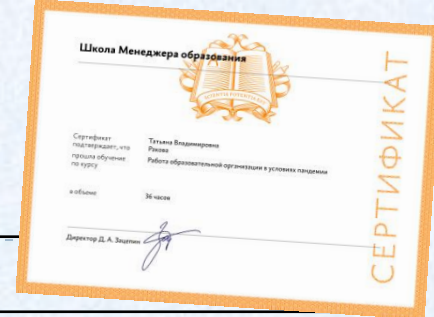 Школа Менеджера образования
СЕРТИФИКАТ
Сертификат
подтверждает, что
Татьяна Владимировна
Ракова
прошла обучение
по курсу
Работа образовательной организации в условиях пандемии
в объеме
36 часов
Директор Д. А. Зацепин